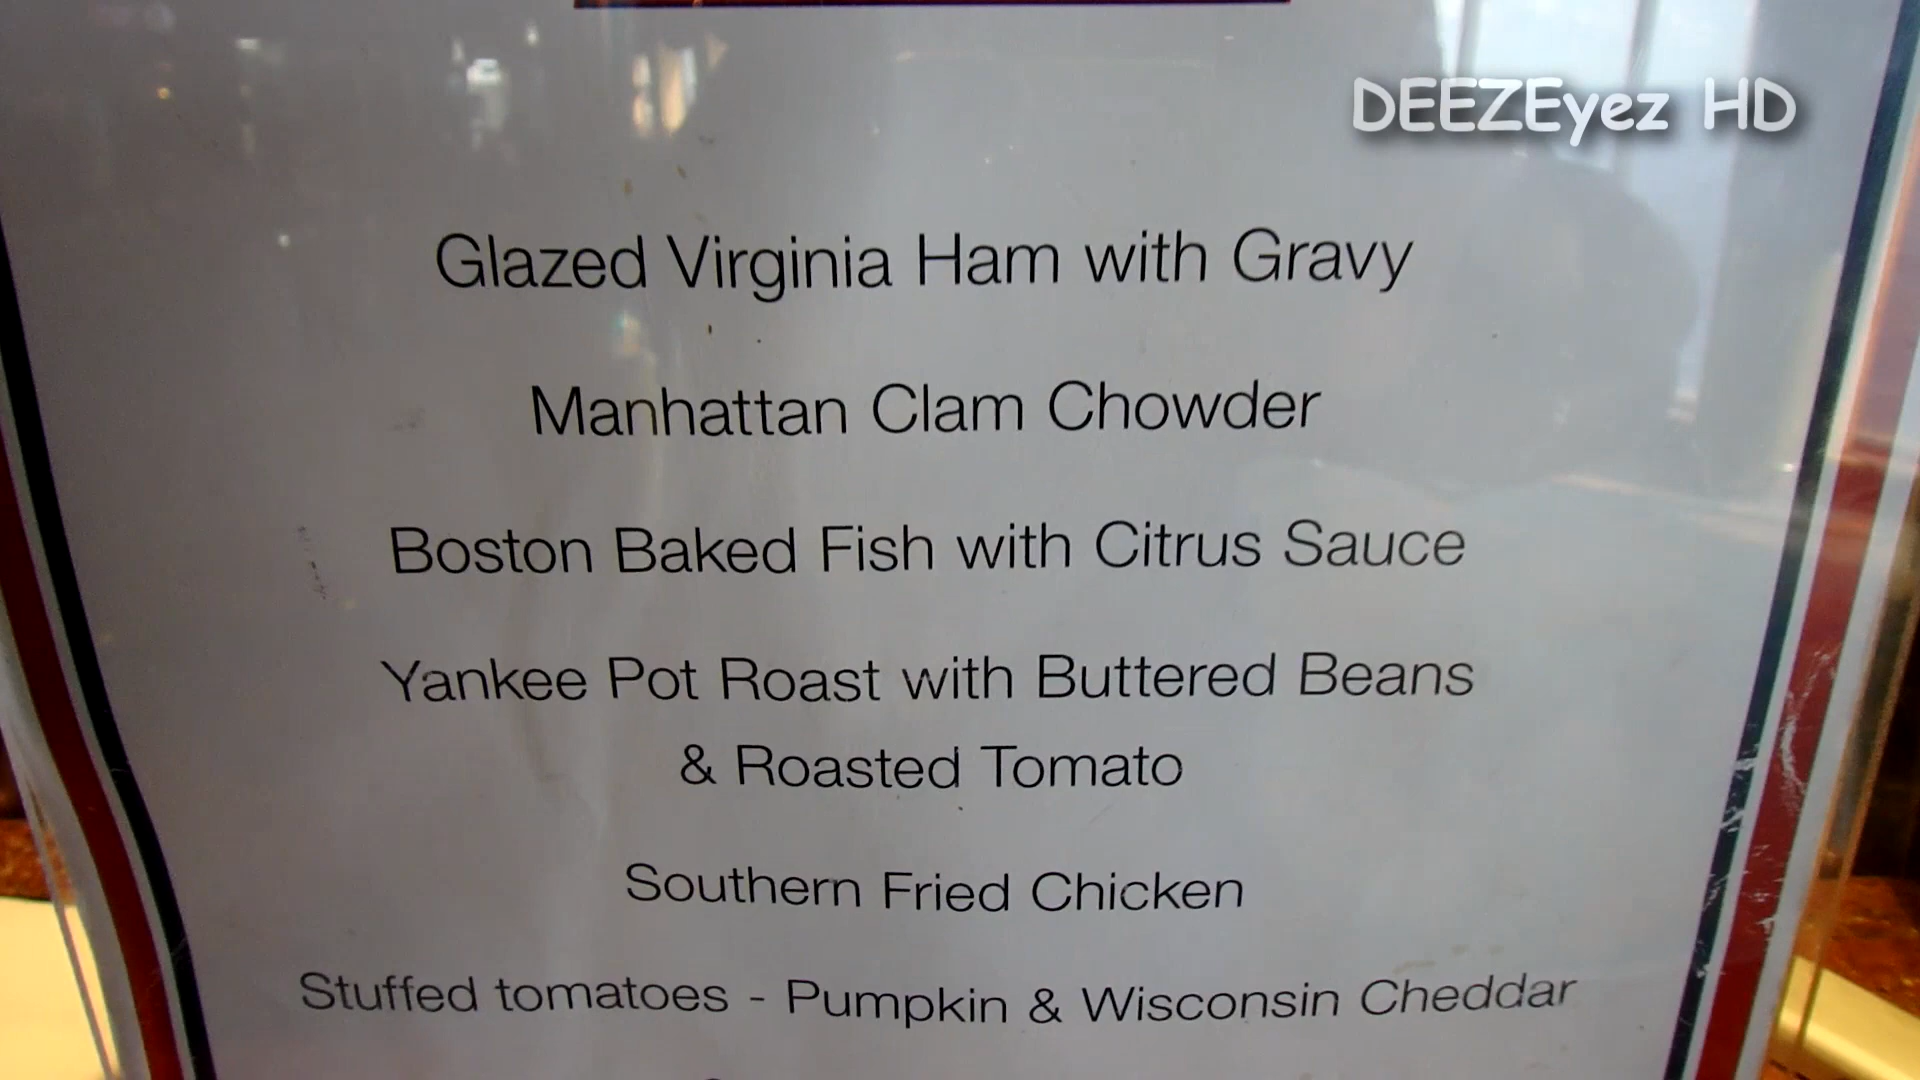 DEEZEyez HD
Glazed Virginia Ham with Gravy
Manhattan Clam Chowder
Boston Baked Fish with Citrus Sauce
Yankee Pot Roast with Buttered Beans
& Roasted Tomato
Southern Fried Chicken
Stuffed tomatoes - Pumpkin & Wisconsin Cheddar